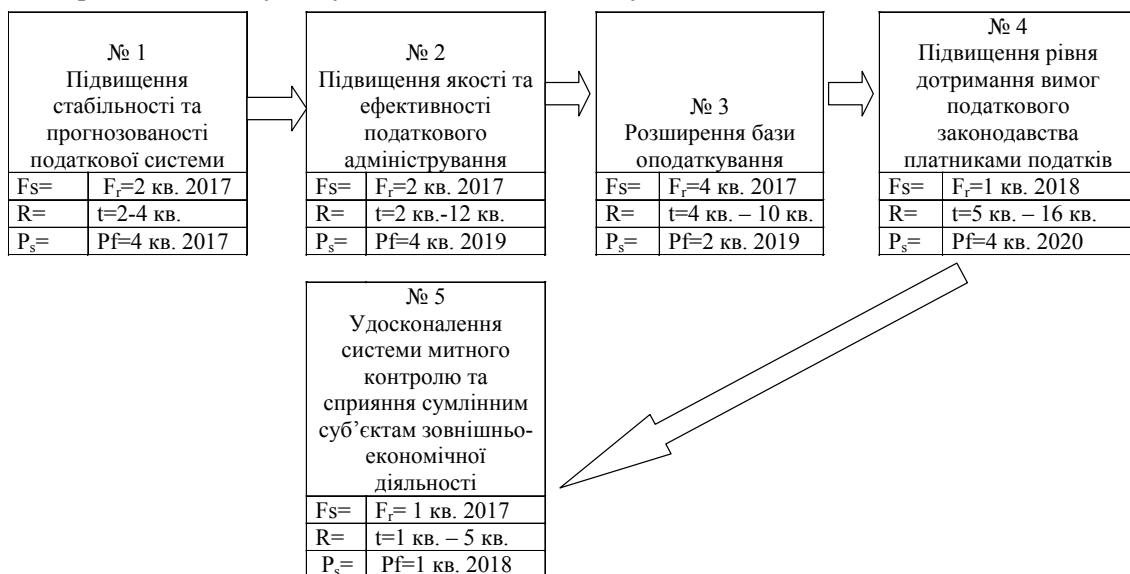 № 1
Підвищення
стабільності та
прогнозованості
податкової системи
Fs= Fr=2 кв. 2017
R= t=2-4 кв.
Ps= Pf=4 кв. 2017
№ 2
Підвищення якості та
ефективності
податкового
адміністрування
Fs= Fr=2 кв. 2017
R= t=2 кв.-12 кв.
Ps= Pf=4 кв. 2019
№ 3
Розширення бази
оподаткування
Fs= Fr=4 кв. 2017
R= t=4 кв. – 10 кв.
Ps= Pf=2 кв. 2019
№ 4
Підвищення рівня
дотримання вимог
податкового
законодавства
платниками податків
Fs= Fr=1 кв. 2018
R= t=5 кв. – 16 кв.
Ps= Pf=4 кв. 2020
№ 5
Удосконалення
системи митного
контролю та
сприяння сумлінним
суб’єктам зовнішньо-
економічної
діяльності
Fs= Fr= 1 кв. 2017
R= t=1 кв. – 5 кв.
Ps= Pf=1 кв. 2018